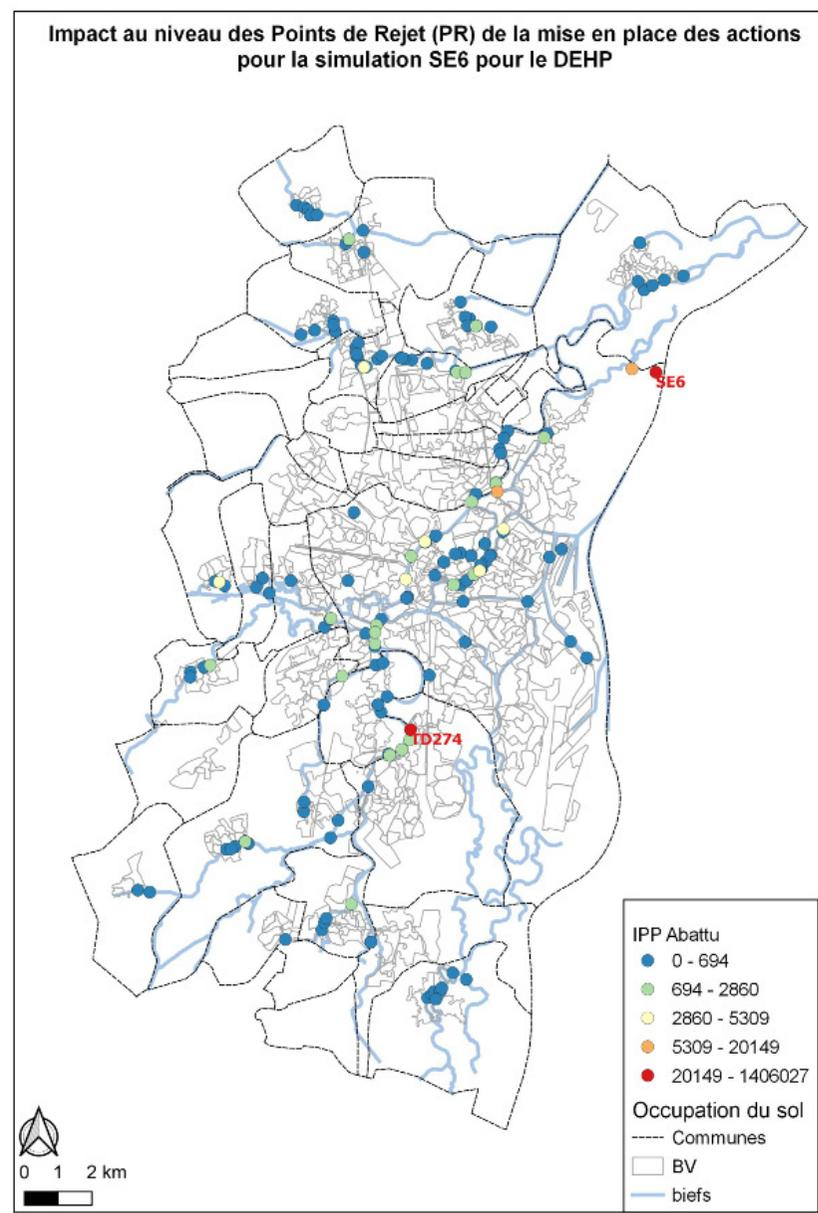 Impact au niveau des Points de Rejet (PR) de la mise en place des actions
pour la simulation SE6 pour le DEHP
SE6
TD274
IPP Abattu
0 - 694
694 - 2860
2860 - 5309
5309 - 20149
20149 - 1406027
Occupation du sol
Communes
BV
biefs
0 1 2 km